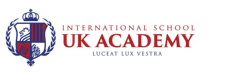 INTERNATIONAL SCHOOL
UK ACADEMY
LUCEAT LUX VESTRA